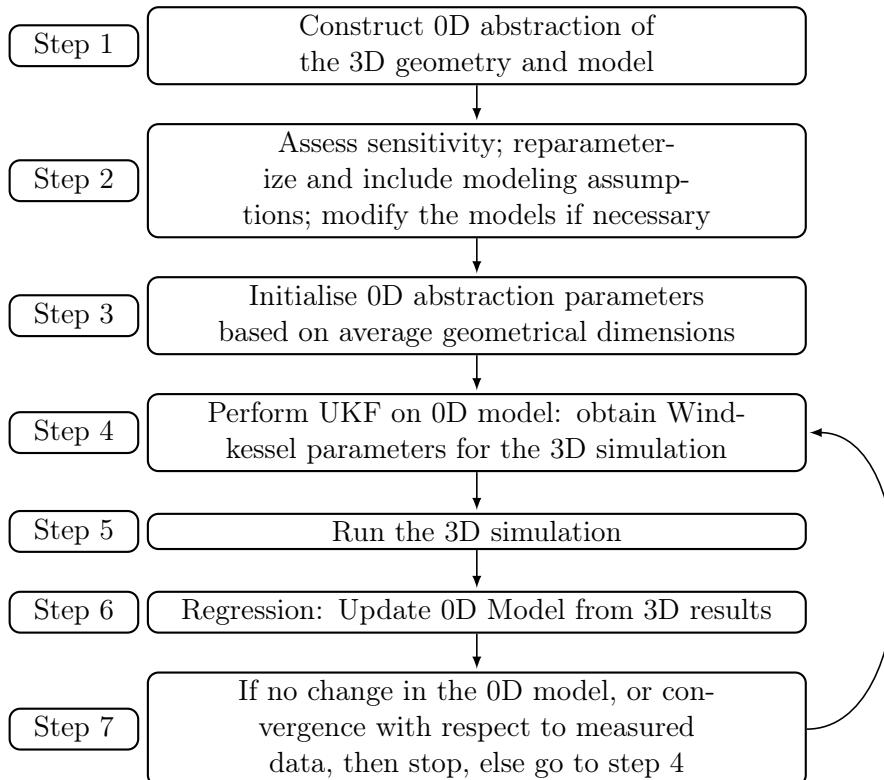 Step 1
Construct 0D abstraction of
the 3D geometry and model
Step 2
Assess sensitivity; reparameter-
ize and include modeling assump-
tions; modify the models if necessary
Step 3
Initialise 0D abstraction parameters
based on average geometrical dimensions
Step 4
Perform UKF on 0D model: obtain Wind-
kessel parameters for the 3D simulation
Step 5
Run the 3D simulation
Step 6
Regression: Update 0D Model from 3D results
Step 7
If no change in the 0D model, or con-
vergence with respect to measured
data, then stop, else go to step 4